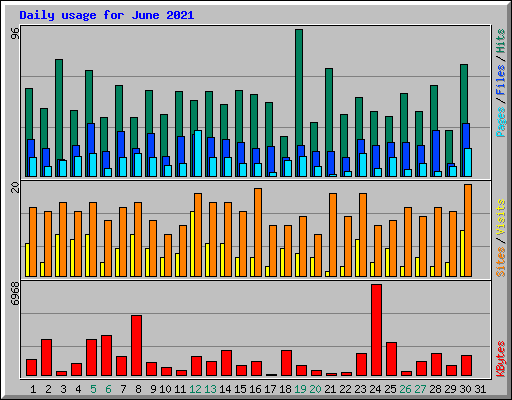 Daily usage for June 2021
96
Pages / Files / Hits
20
Sites / Visits
6968
KBytes
1 2 3 4 5 6 7 8 9 10 11 12 13 14 15 16 17 18 19 20 21 22 23 24 25 26 27 28 29 30 31